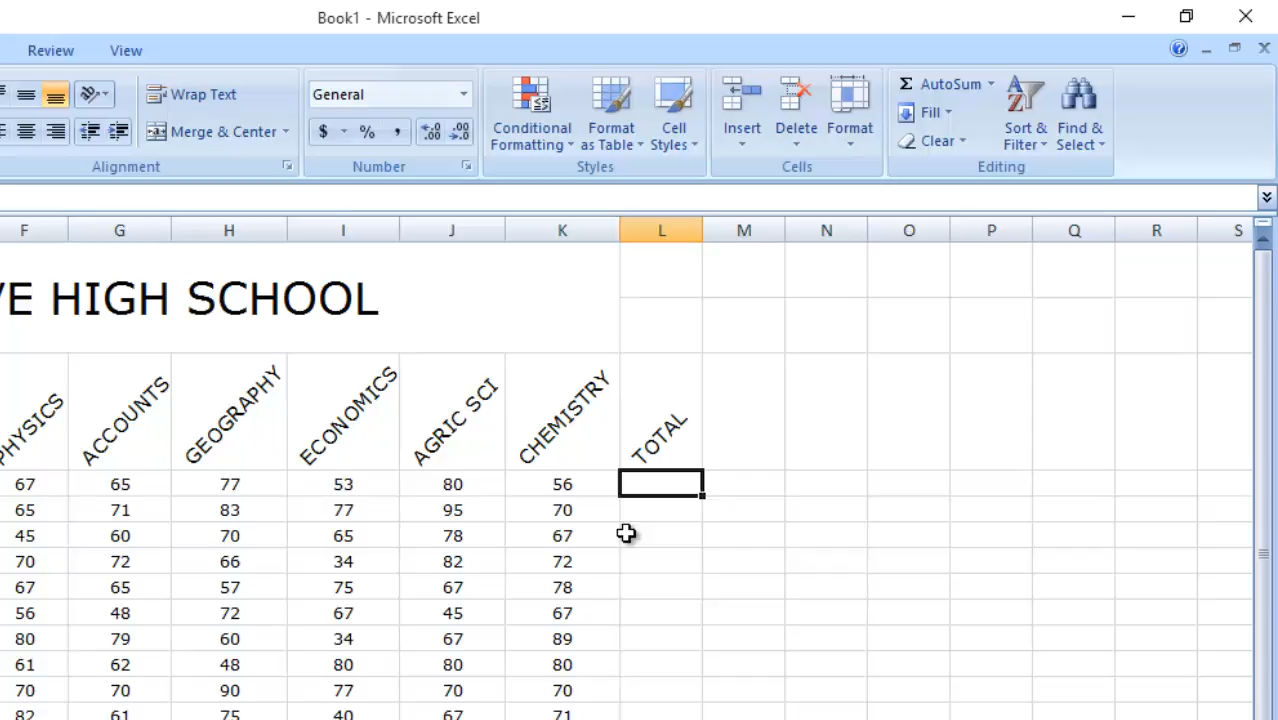 Book1 - Microsoft Excel
Review View
Wrap Text General
Merge & Center $ % , .0 .00 .00 .0
Conditional Formatting Format as Table Cell Styles Insert Delete Format
AutoSum
Fill
Clear
Sort & Filter Find & Select
Alignment Number Styles Cells Editing
F G H I J K L M N O P Q R S
VE HIGH SCHOOL
PHYSICS ACCOUNTS GEOGRAPHY ECONOMICS AGRIC SCI CHEMISTRY TOTAL
67 65 77 53 80 56
65 71 83 77 95 70
45 60 70 65 78 67
70 72 66 34 82 72
67 65 57 75 67 78
56 48 72 67 45 67
80 79 60 34 67 89
61 62 48 80 80 80
70 70 90 77 70 70
82 61 75 40 67 71